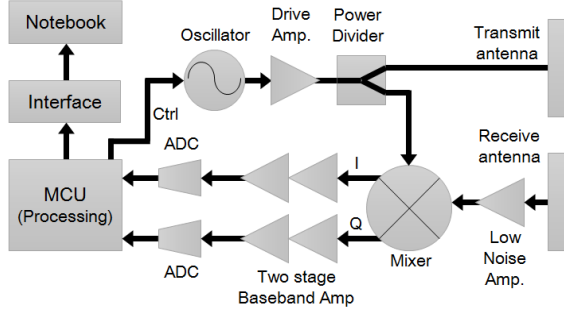 Notebook
Interface
MCU
(Processing)
Ctrl
Oscillator
Drive
Amp.
Power
Divider
Transmit
antenna
Receive
antenna
ADC
I
Q
ADC
Two stage
Baseband Amp
Mixer
Low
Noise
Amp.